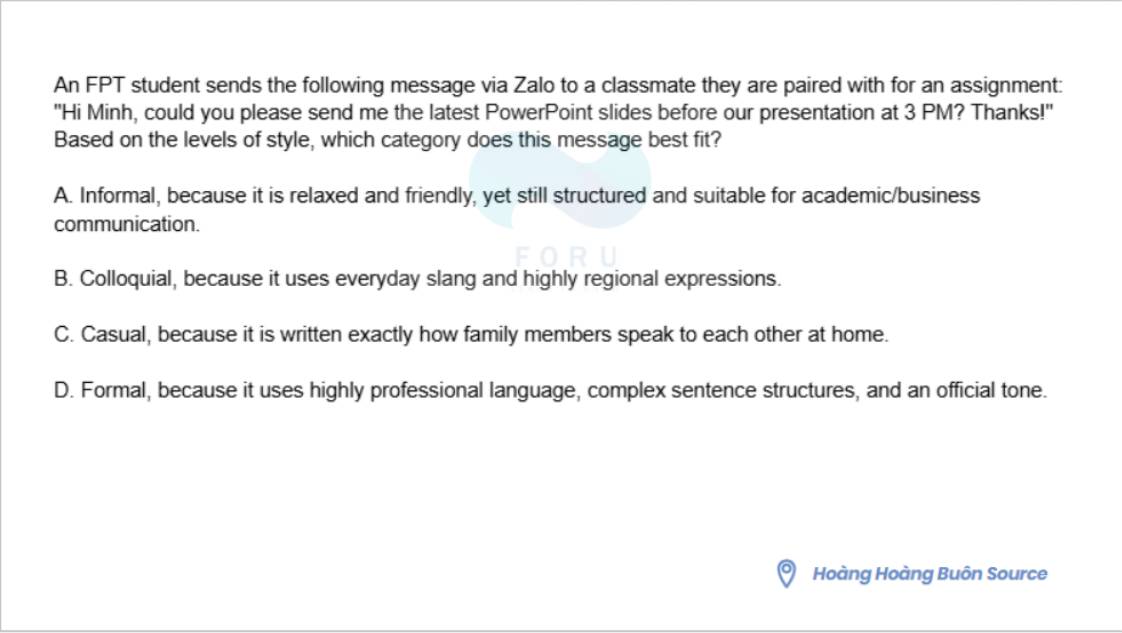 An FPT student sends the following message via Zalo to a classmate they are paired with for an assignment:
"Hi Minh, could you please send me the latest PowerPoint slides before our presentation at 3 PM? Thanks!"
Based on the levels of style, which category does this message best fit?
A. Informal, because it is relaxed and friendly, yet still structured and suitable for academic/business
communication.
FORU
B. Colloquial, because it uses everyday slang and highly regional expressions.
C. Casual, because it is written exactly how family members speak to each other at home.
D. Formal, because it uses highly professional language, complex sentence structures, and an official tone.
Hoàng Hoàng Buôn Source